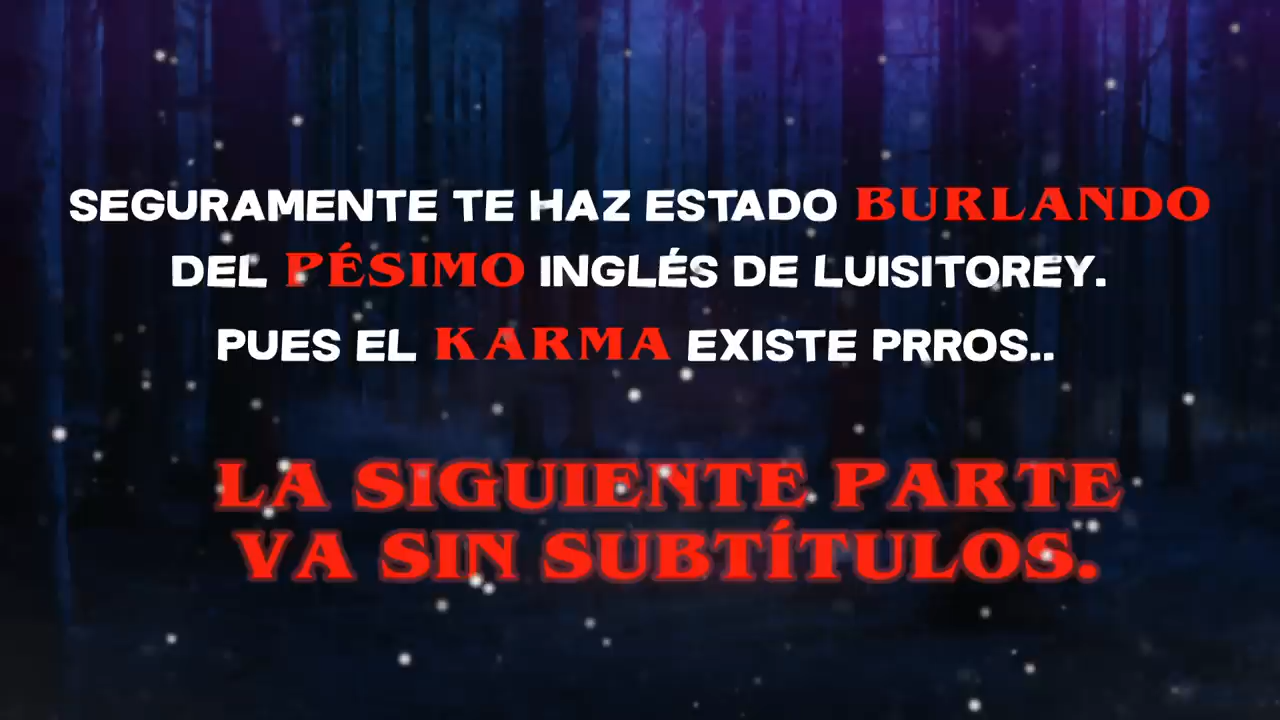 SEGURAMENTE TE HAZ ESTADO BURLANDO
DEL PÉSIMO INGLÉS DE LUISITOREY.
PUES EL KARMA EXISTE PRROS..
LA SIGUIENTE PARTE
VA SIN SUBTÍTULOS.